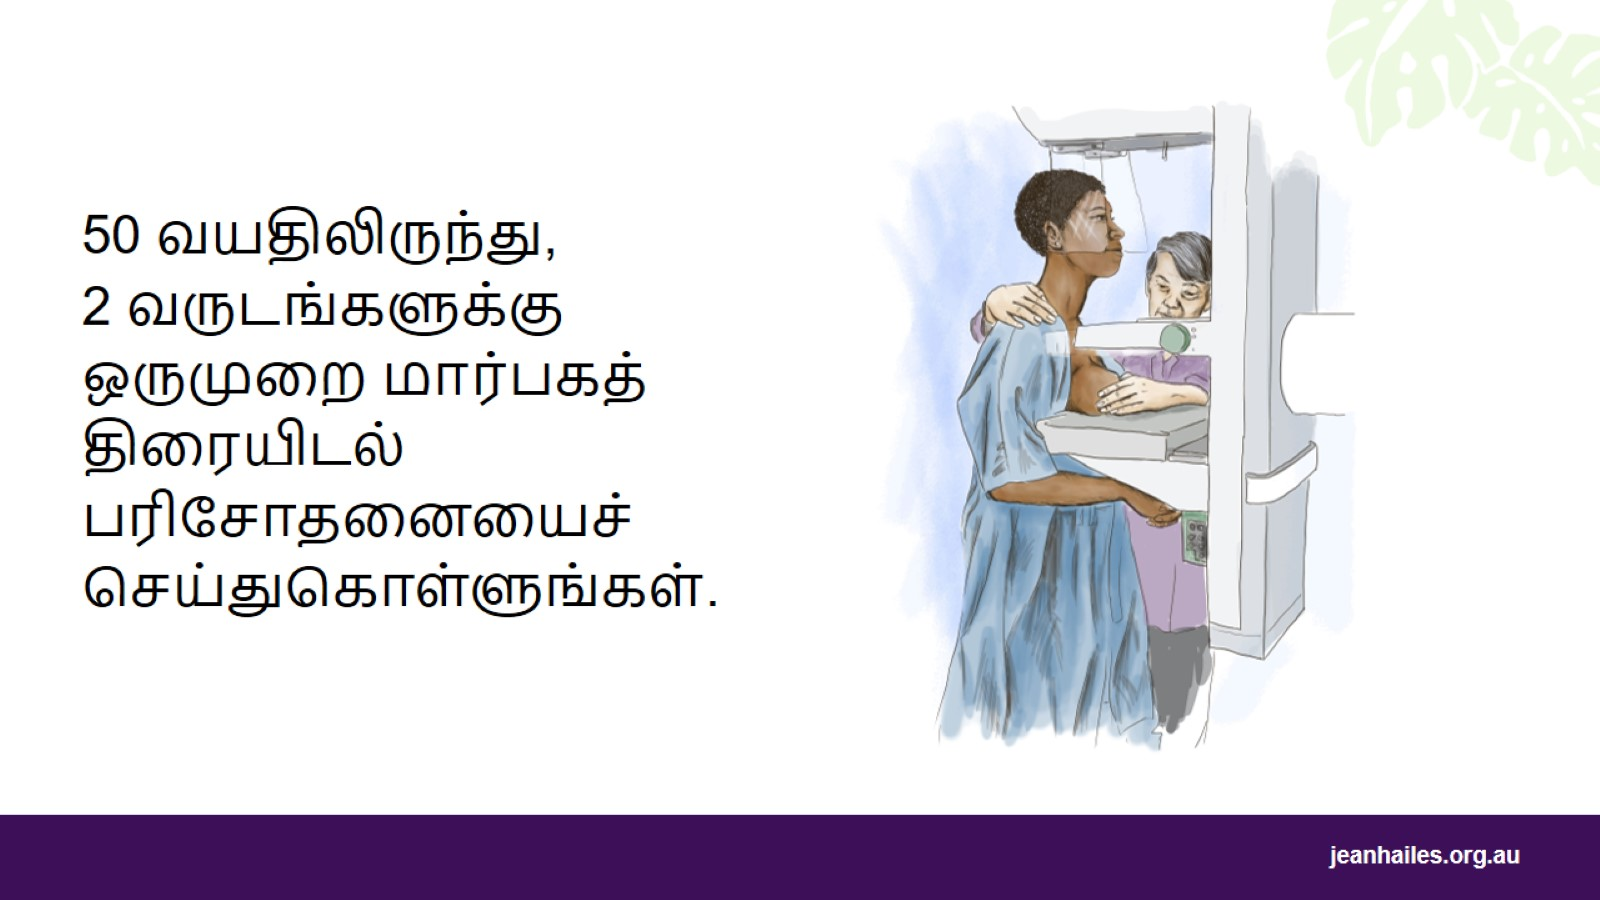 50 வயதிலிருந்து,
2 வருடங்களுக்கு
ஒருமுறை மார்பகத்
திரையிடல்
பரிசோதனையைச்
செய்துகொள்ளுங்கள்.
jeanhailes.org.au